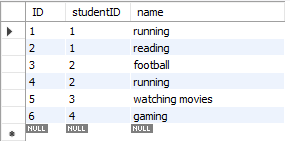 ID studentID name
1 1 running
2 1 reading
3 2 football
4 2 running
5 3 watching movies
6 4 gaming
NULL NULL NULL